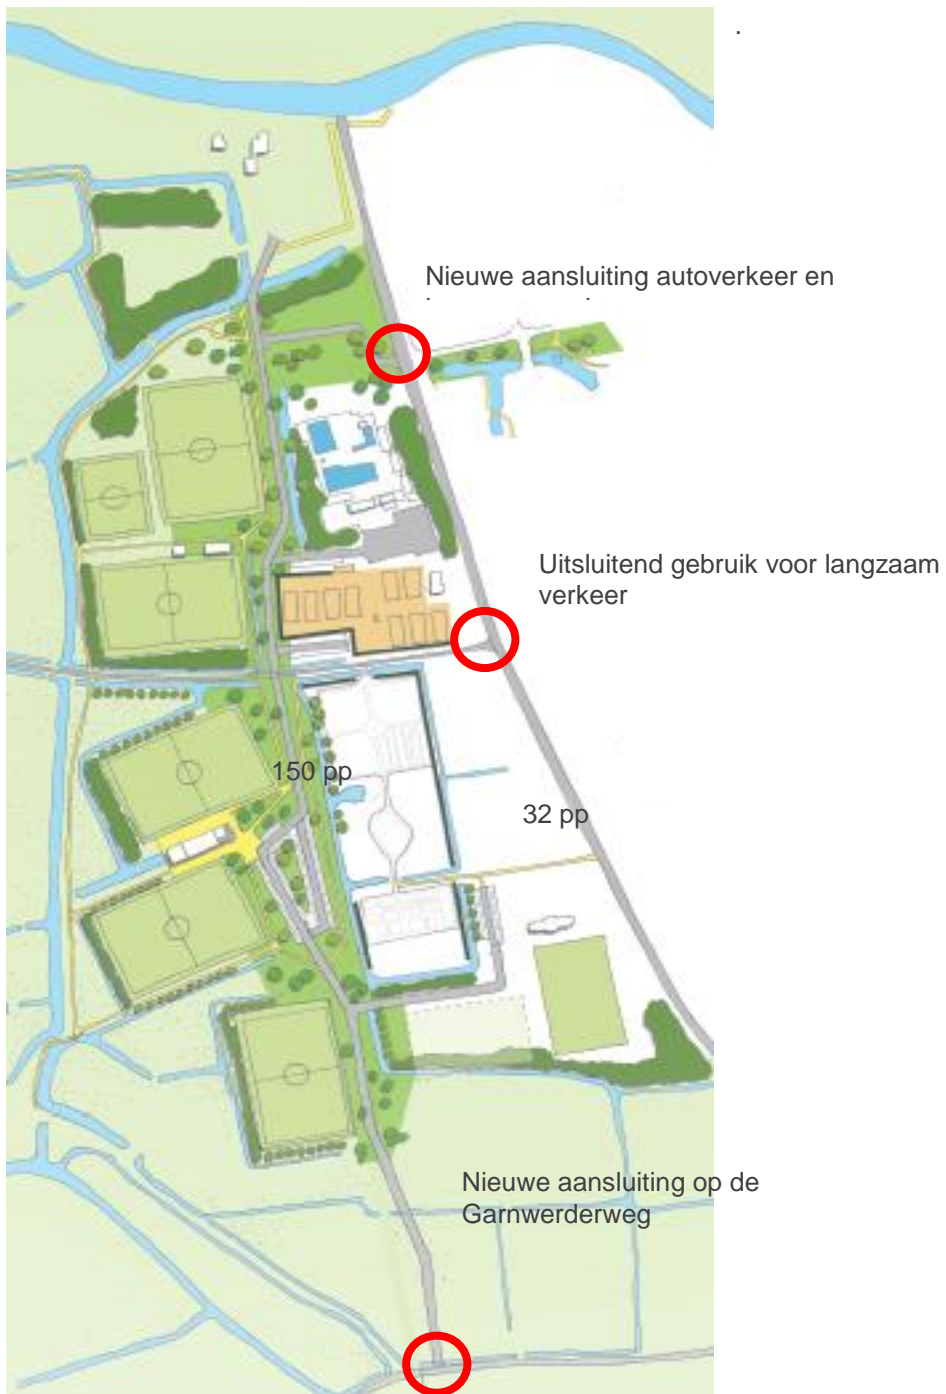 .
Nieuwe aansluiting autoverkeer en
Uitsluitend gebruik voor langzaam
verkeer
150 pp
32 pp
Nieuwe aansluiting op de
Garnwerderweg